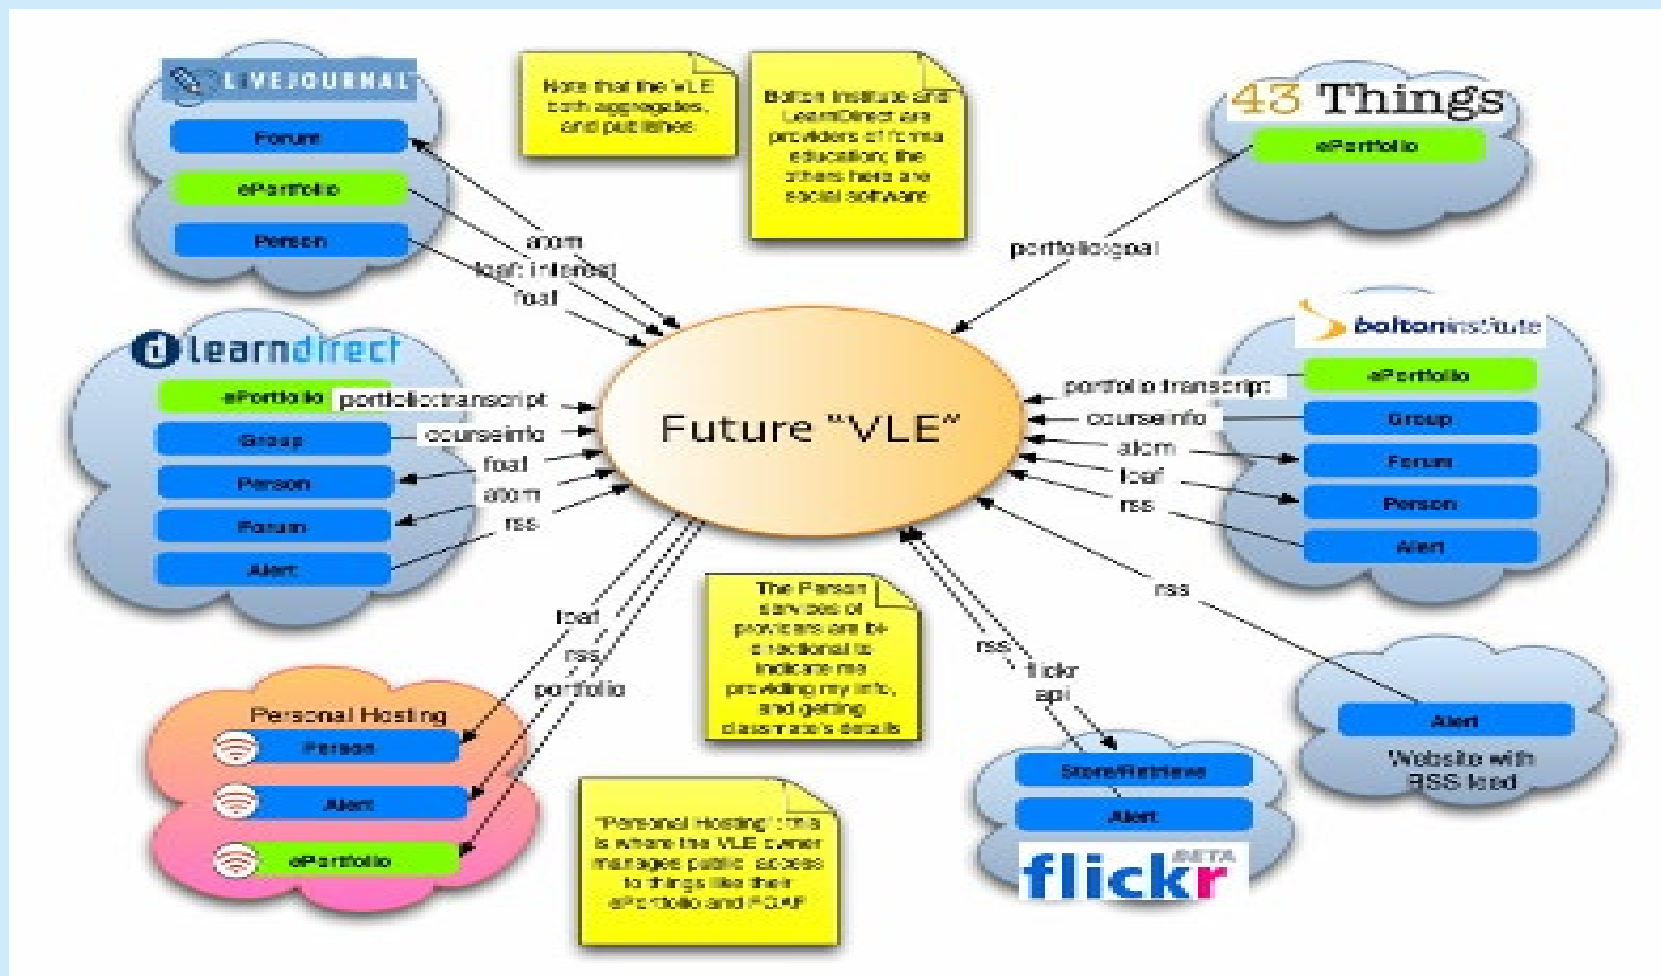 LIVEJOURNAL
Forum
ePortfolio
Person
atom
foaf: interest
foaf
Note that the VLE
both aggregates,
and publishes
Bolton Institute and
LearnDirect are
providers of forma
education; the
others here are
social software
43 Things
ePortfolio
portfolio:goal
learndirect
ePortfolio
Group
Person
Forum
Alert
portfolio:transcript
courseinfo
foaf
atom
rss
Future "VLE"
boltoninstitute
ePortfolio
Group
Forum
Person
Alert
portfolio:transcript
courseinfo
atom
foaf
rss
foaf
rss
portfolio
Personal Hosting
Person
Alert
ePortfolio
The Person
services of
providers are bi-
directional to
indicate me
providing my info,
and getting
classmate's details
"Personal Hosting": this
is where the VLE owner
manages public access
to things like their
ePortfolio and FOAF
rss
flickr
api
Store/Retrieve
Alert
flickr
BETA
rss
Alert
Website with
RSS feed